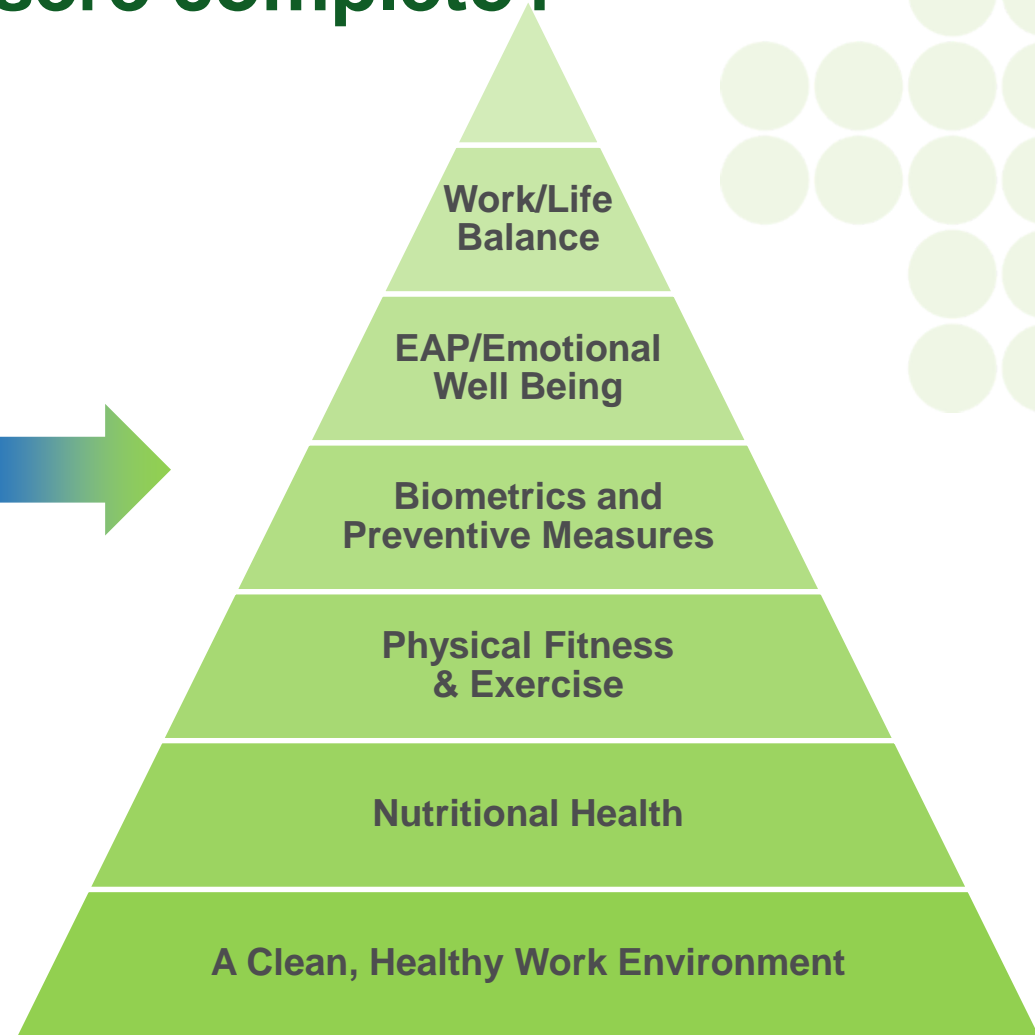 complete
Work/Life
Balance
EAP/Emotional
Well Being
Biometrics and
Preventive Measures
Physical Fitness
& Exercise
Nutritional Health
A Clean, Healthy Work Environment